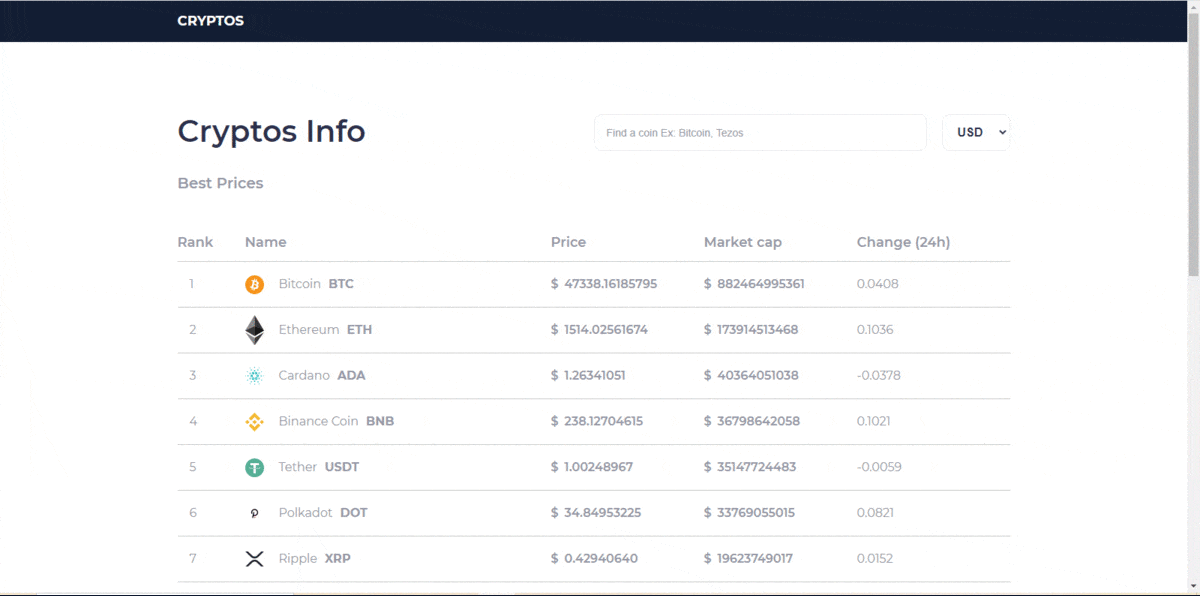 CRYPTOS
Cryptos Info
Find a coin Ex: Bitcoin, Tezos
USD
Best Prices
Rank Name Price Market cap Change (24h)
1 Bitcoin BTC $ 47338.16185795 $ 882464995361 0.0408
2 Ethereum ETH $ 1514.02561674 $ 173914513468 0.1036
3 Cardano ADA $ 1.26341051 $ 40364051038 -0.0378
4 Binance Coin BNB $ 238.12704615 $ 36798642058 0.1021
5 Tether USDT $ 1.00248967 $ 35147724483 -0.0059
6 Polkadot DOT $ 34.84953225 $ 33769055015 0.0821
7 Ripple XRP $ 0.42940640 $ 19623749017 0.0152